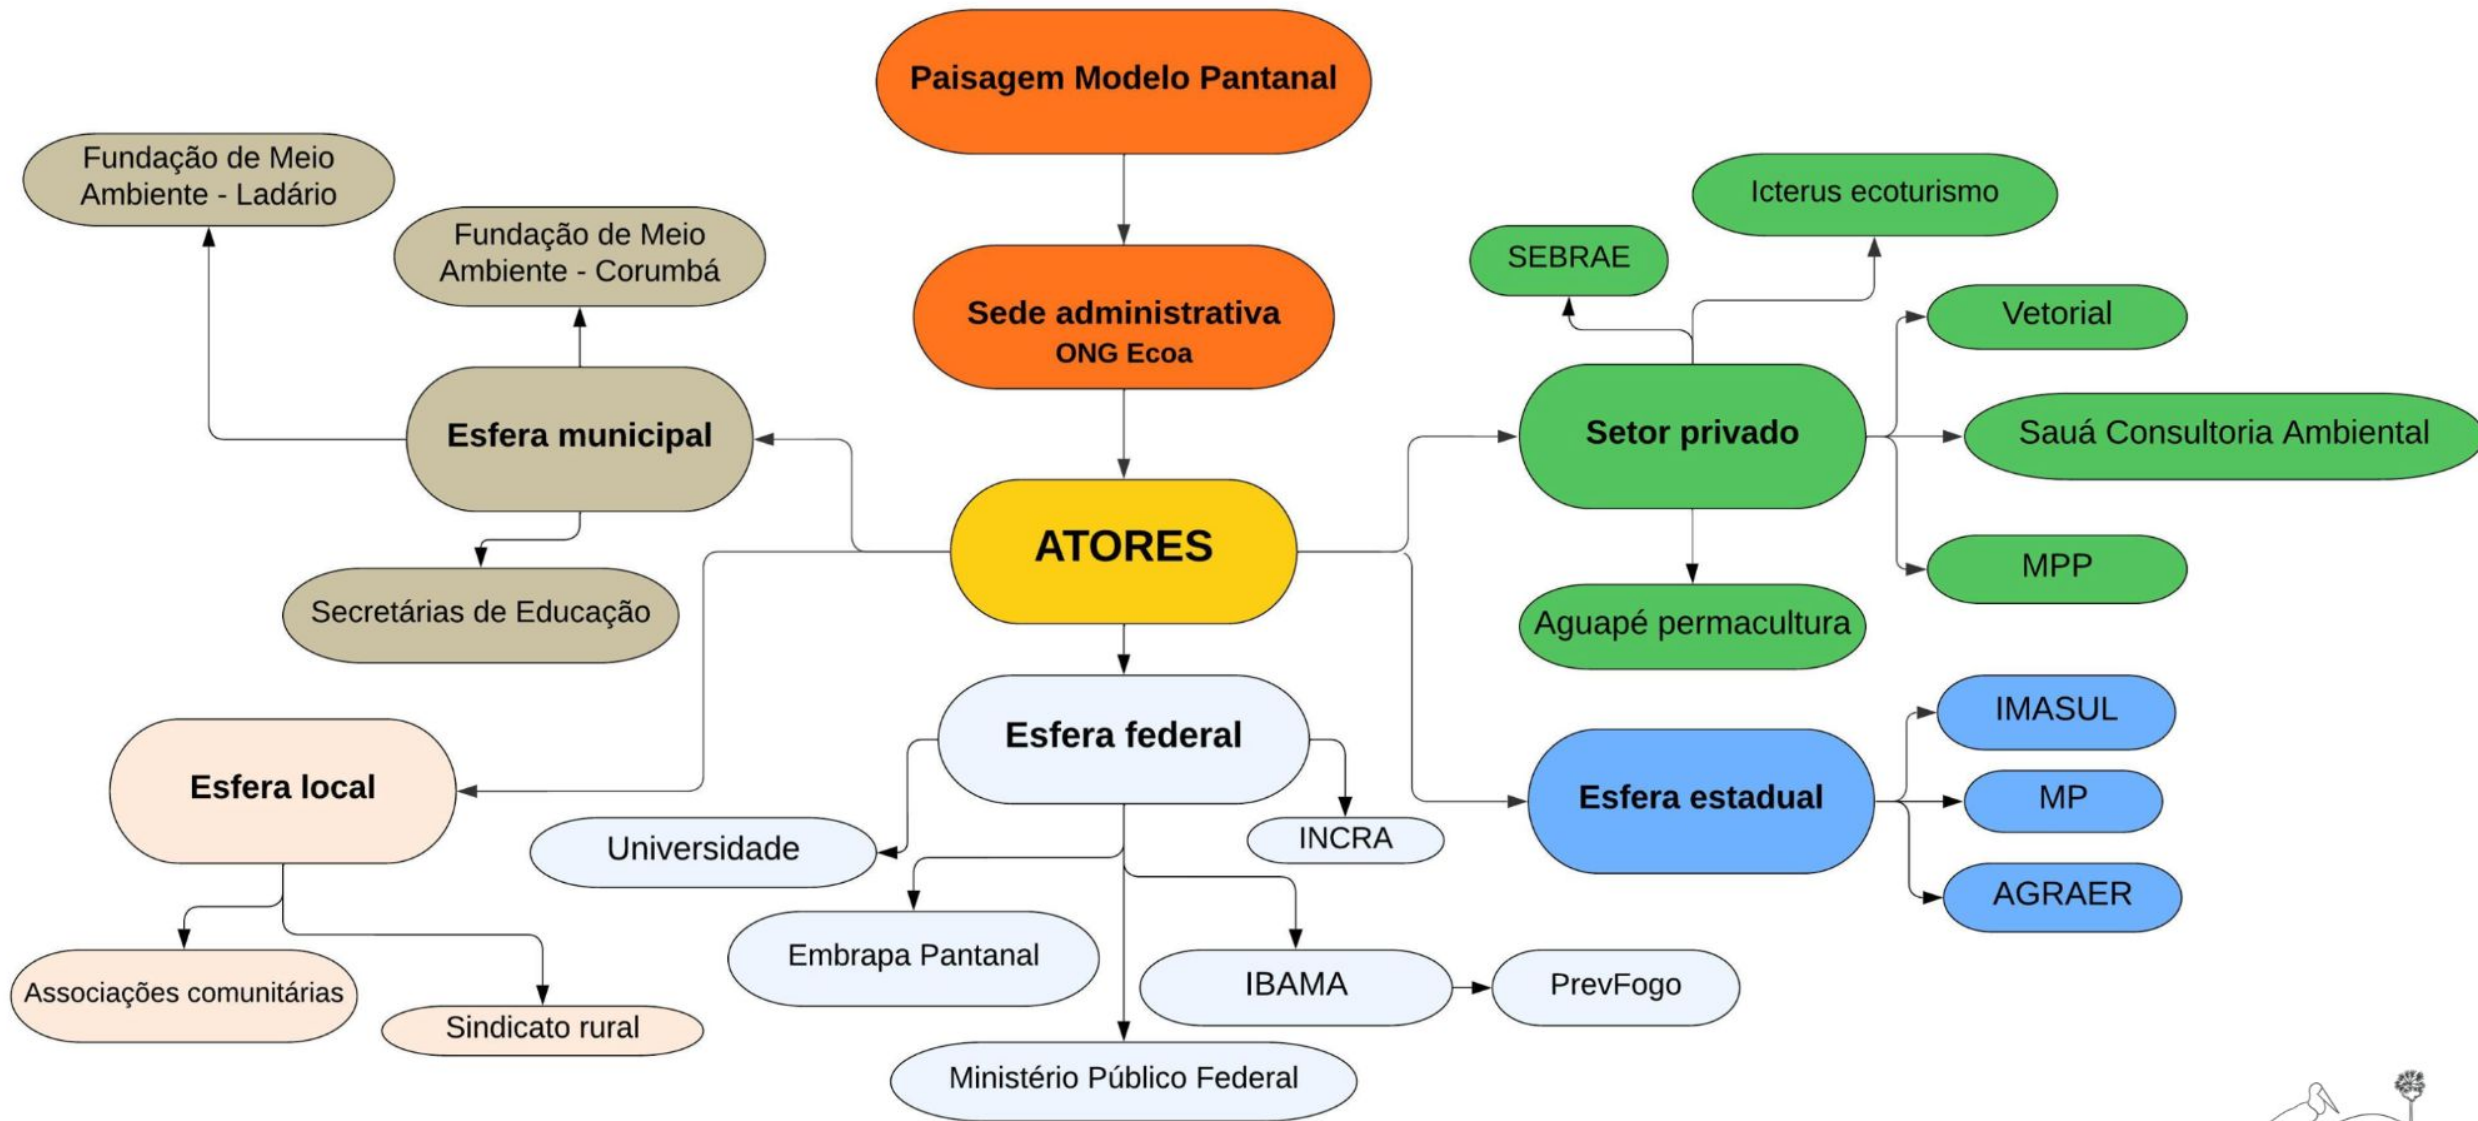 Paisagem Modelo Pantanal
Sede administrativa
ONG Ecoa
ATORES
Fundação de Meio
Ambiente - Ladário
Fundação de Meio
Ambiente - Corumbá
Esfera municipal
Secretárias de Educação
Esfera local
Associações comunitárias
Sindicato rural
Esfera federal
Universidade
INCRA
Embrapa Pantanal
IBAMA
PrevFogo
Ministério Público Federal
Icterus ecoturismo
SEBRAE
Vetorial
Setor privado
Sauá Consultoria Ambiental
MPP
Aguapé permacultura
Esfera estadual
IMASUL
MP
AGRAER